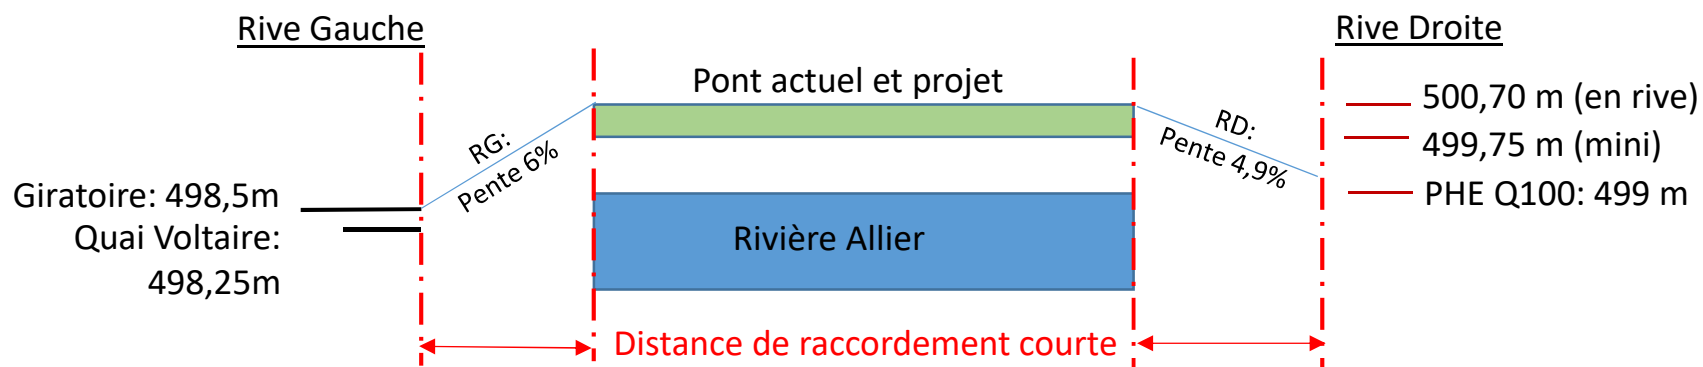 Rive Gauche
Rive Droite
Pont actuel et projet
500,70 m (en rive)
RG:
Pente 6%
RD:
Pente 4,9%
499,75 m (mini)
Giratoire: 498,5m
PHE Q100: 499 m
Quai Voltaire:
498,25m
Rivière Allier
Distance de raccordement courte